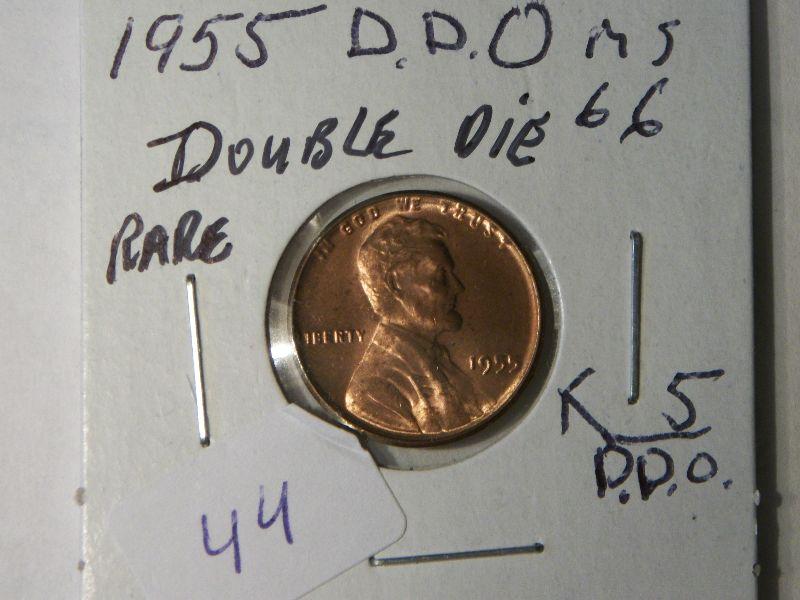 1955 D.D.O MS
66
DOUBLE DIE
RARE
IN GOD WE TRUST
LIBERTY
1955
5
D.D.O.
44